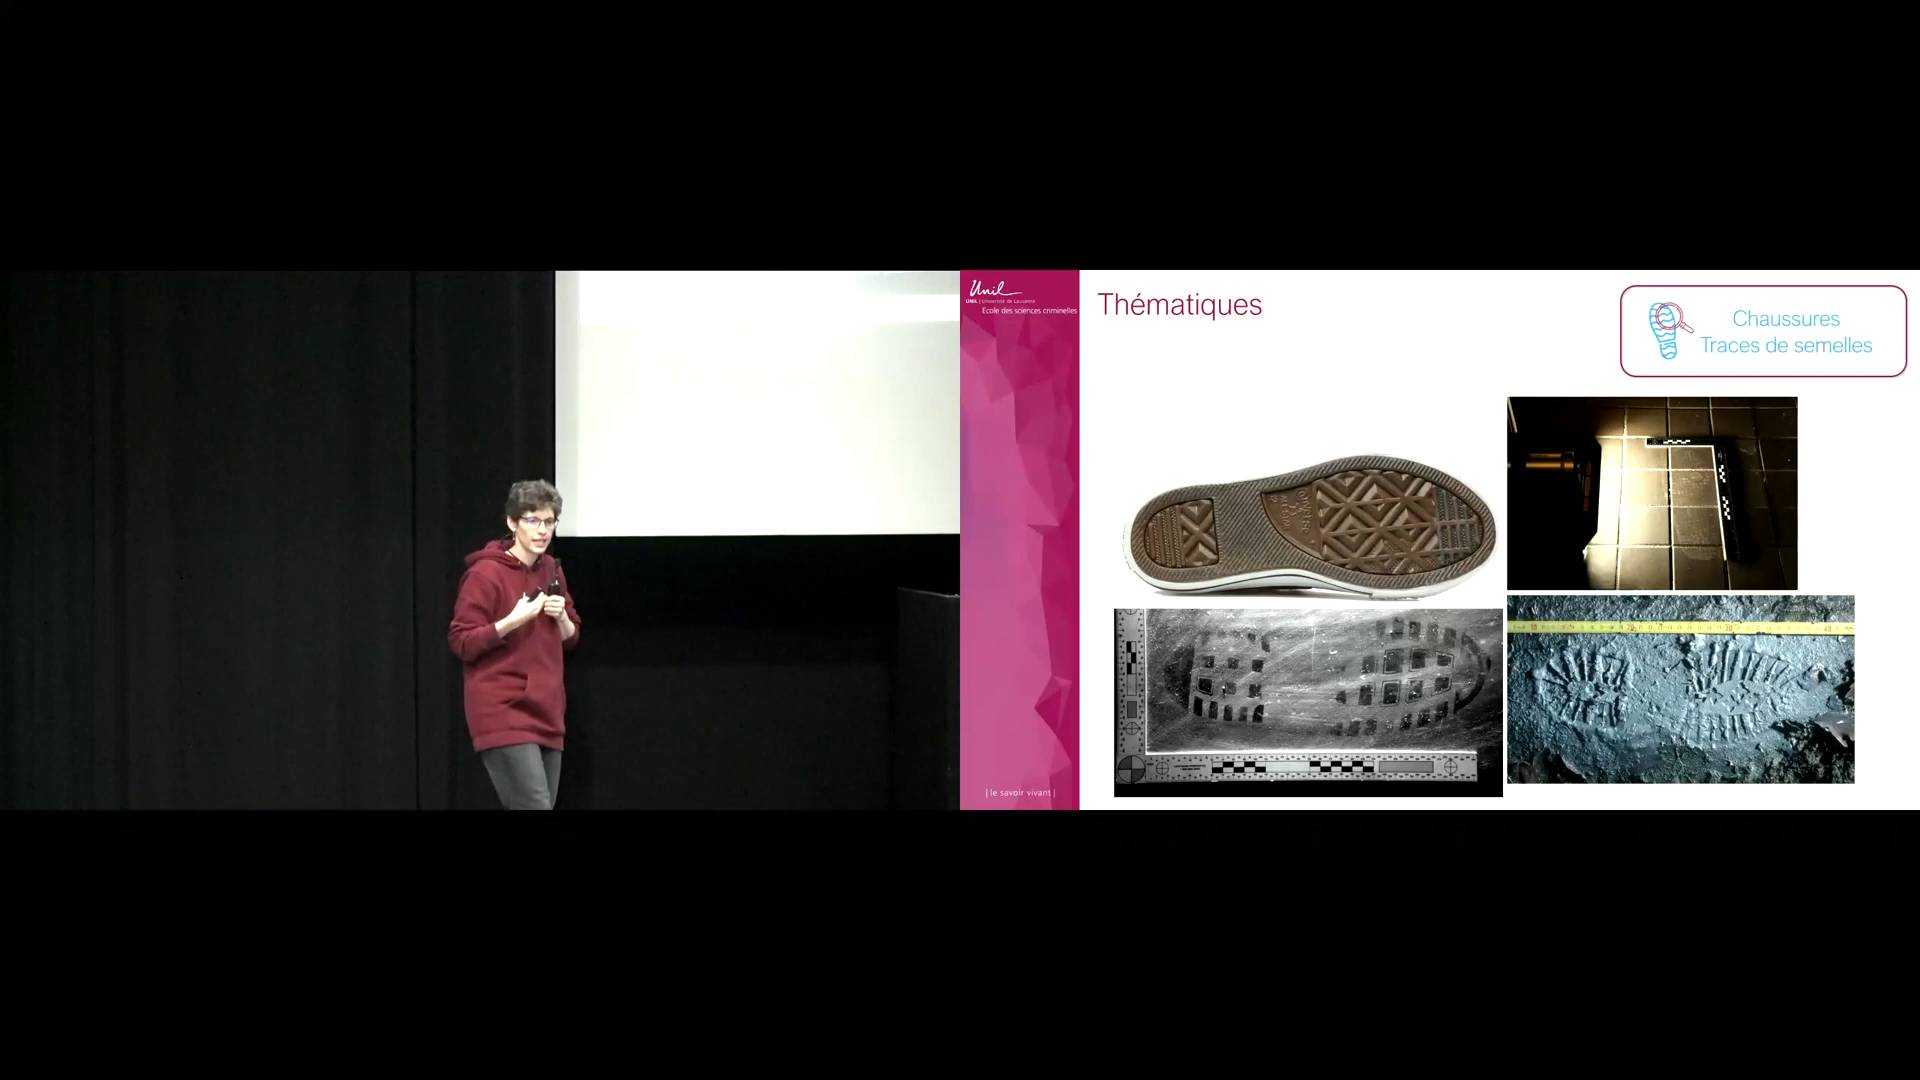 Unil
UNIL | Université de Lausanne
Ecole des sciences criminelles
Thématiques
Chaussures
Traces de semelles
| le savoir vivant |